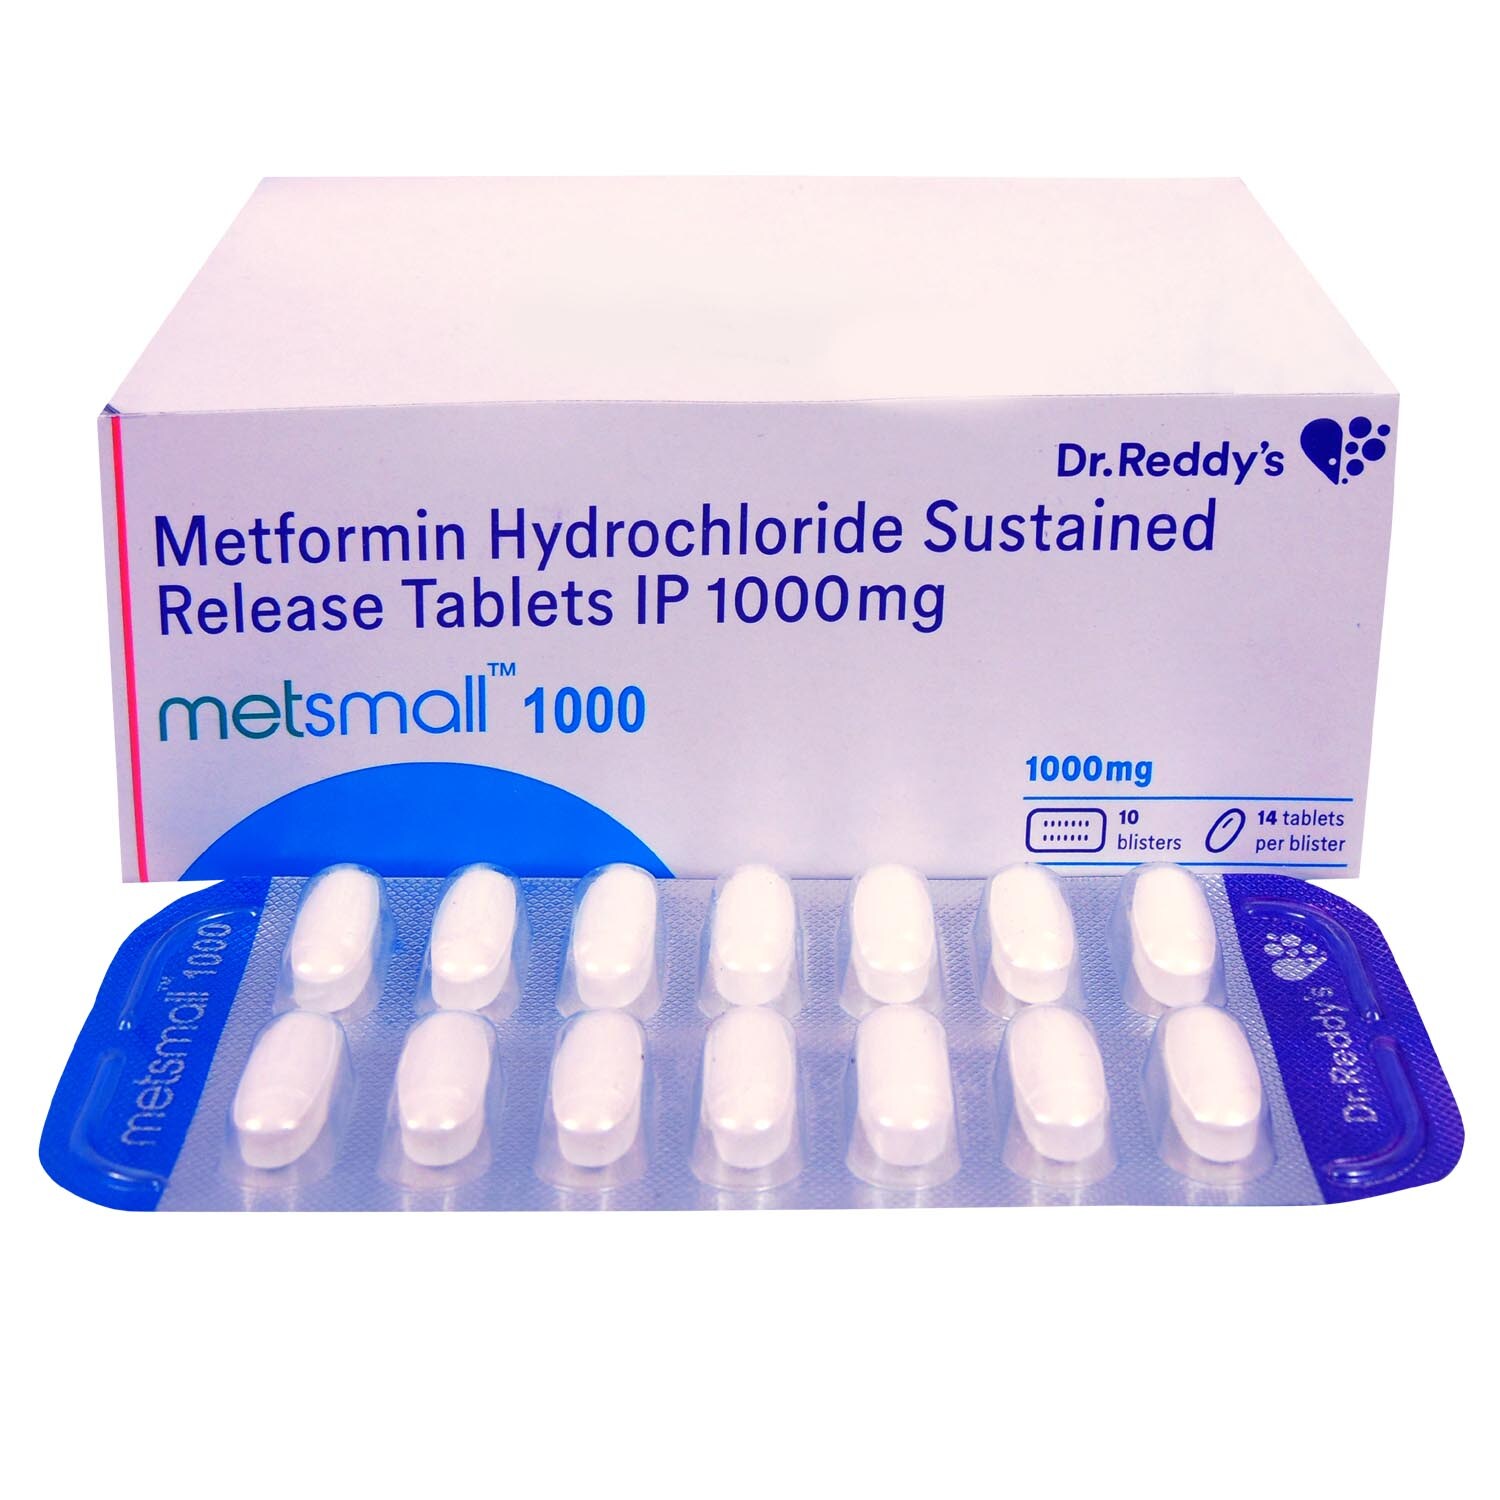 Dr.Reddy's
Metformin Hydrochloride Sustained
Release Tablets IP 1000mg
metsmall™ 1000
1000mg
10
blisters
14 tablets
per blister
metsmall™ 1000
Dr.Reddy's